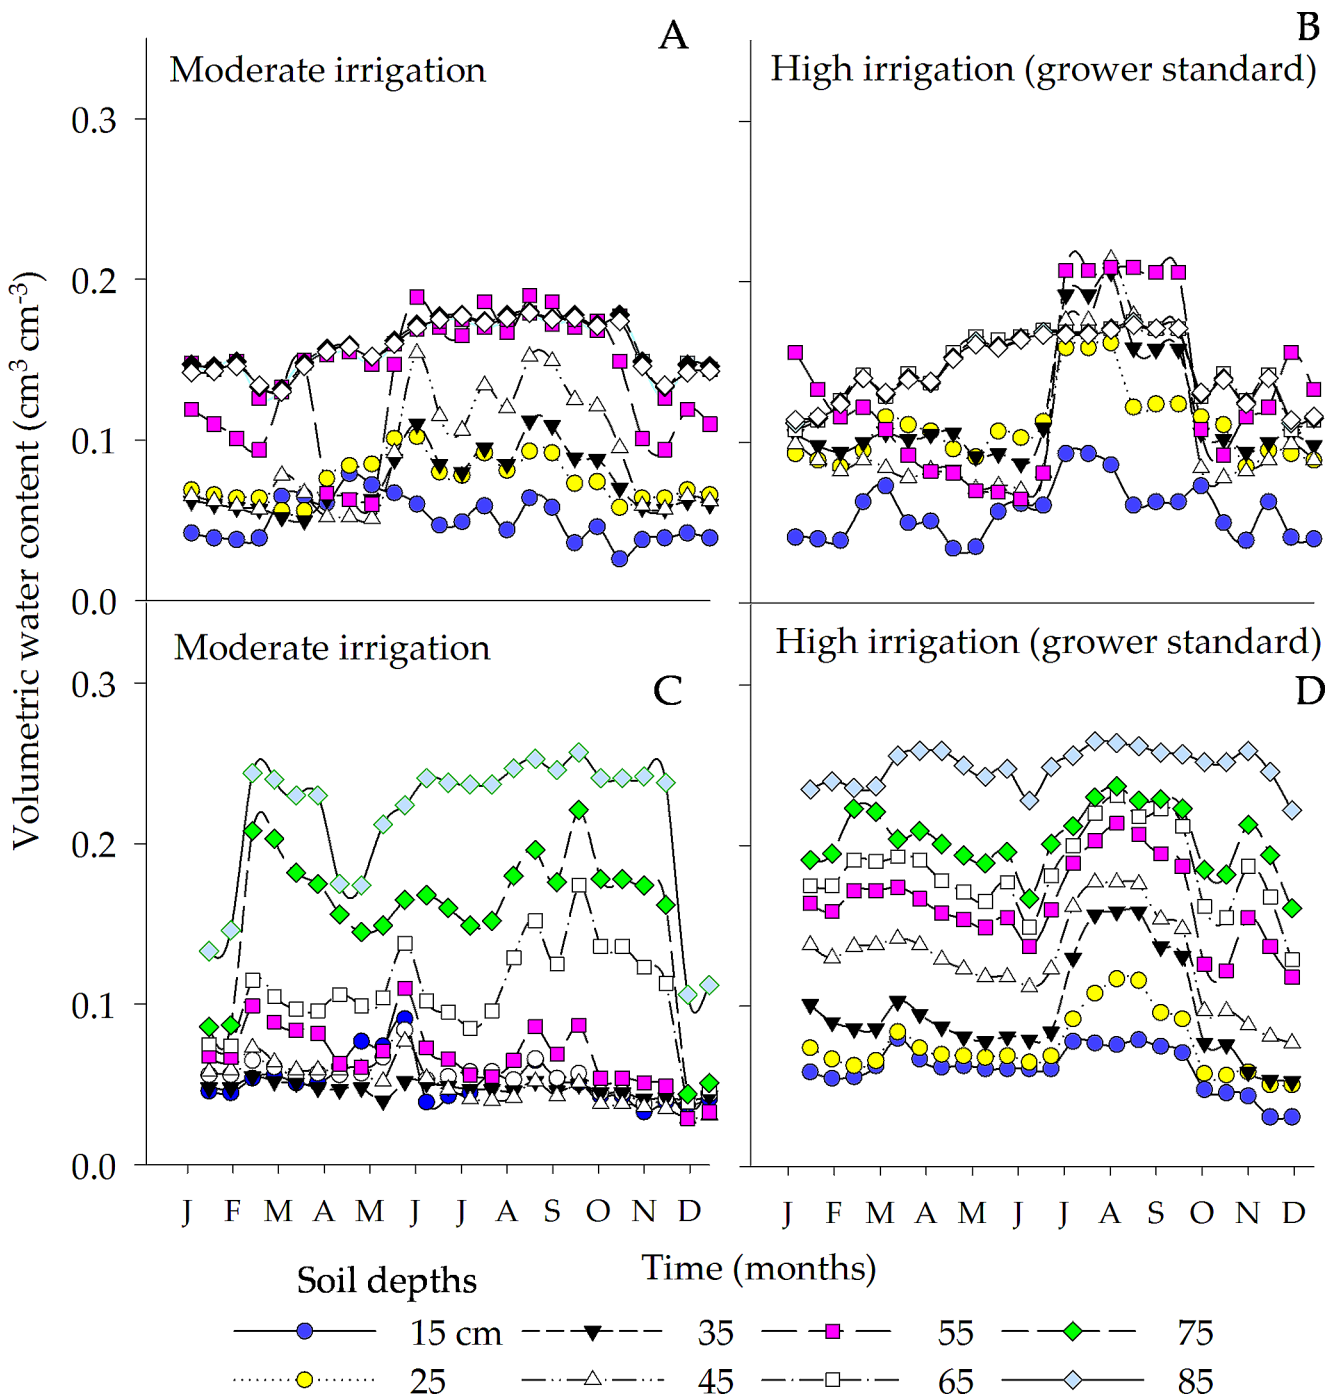 A
B
Moderate irrigation
High irrigation (grower standard)
0.3
0.2
0.1
0.0
Volumetric water content (cm³ cm⁻³)
Moderate irrigation
High irrigation (grower standard)
C
D
0.3
0.2
0.1
0.0
J F M A M J J A S O N D
J F M A M J J A S O N D
Time (months)
Soil depths
15 cm 35 55 75
25 45 65 85